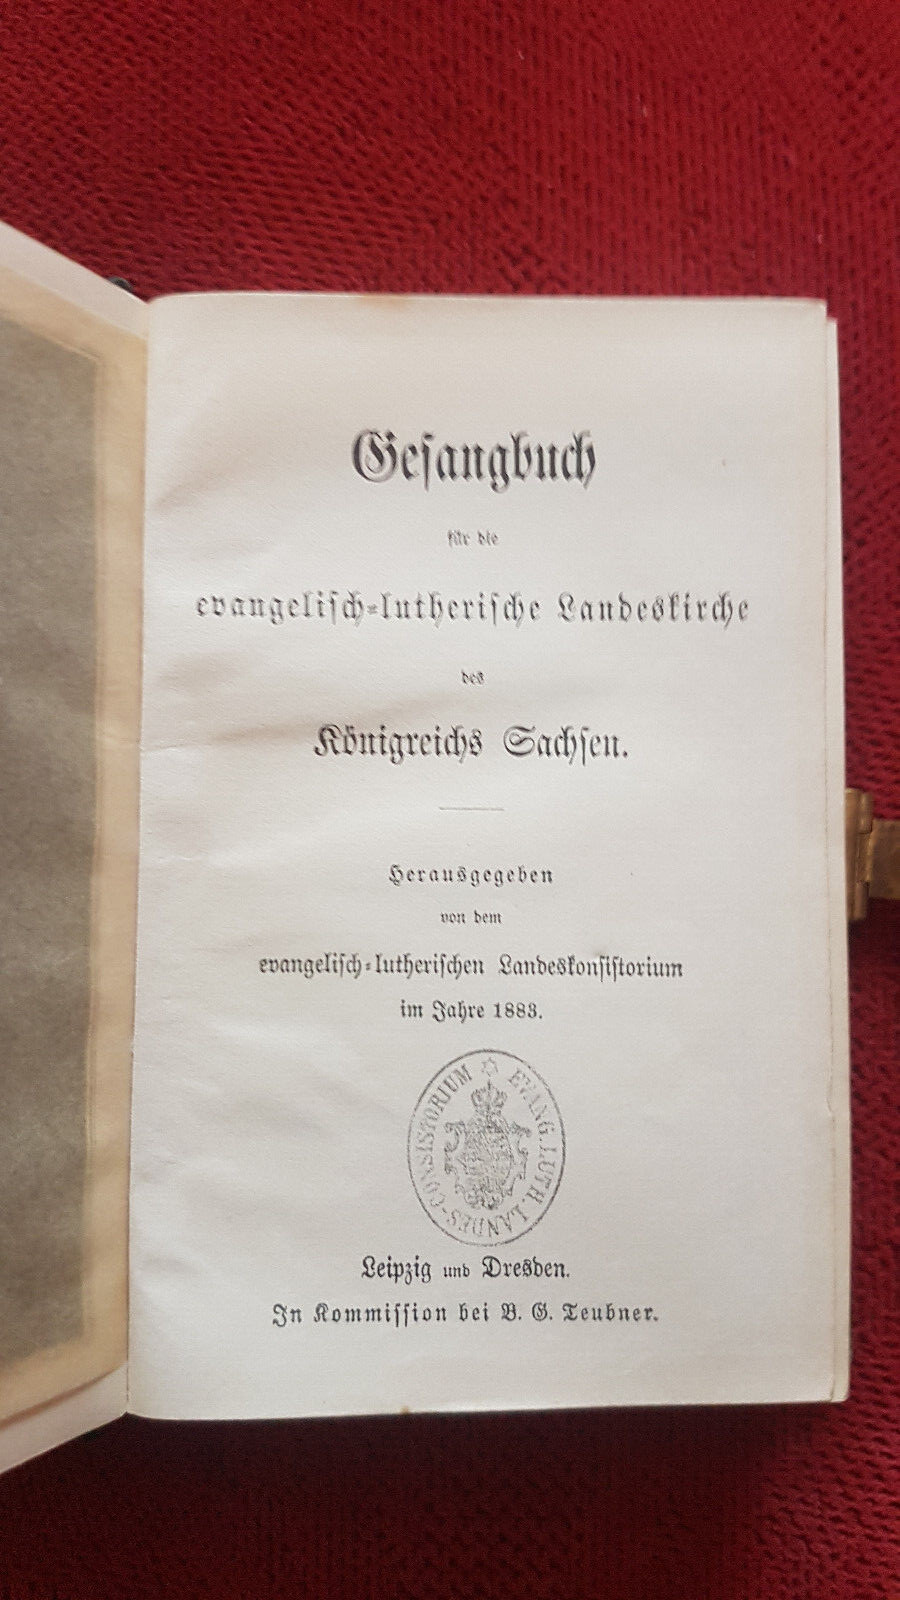 Gesangbuch
für die
evangelisch-lutherische Landeskirche
des
Königreichs Sachsen.
Herausgegeben
von dem
evangelisch-lutherischen Landeskonsistorium
im Jahre 1883.
EVANG. LUTH. LANDES-CONSISTORIUM
Leipzig und Dresden.
In Kommission bei B. G. Teubner.